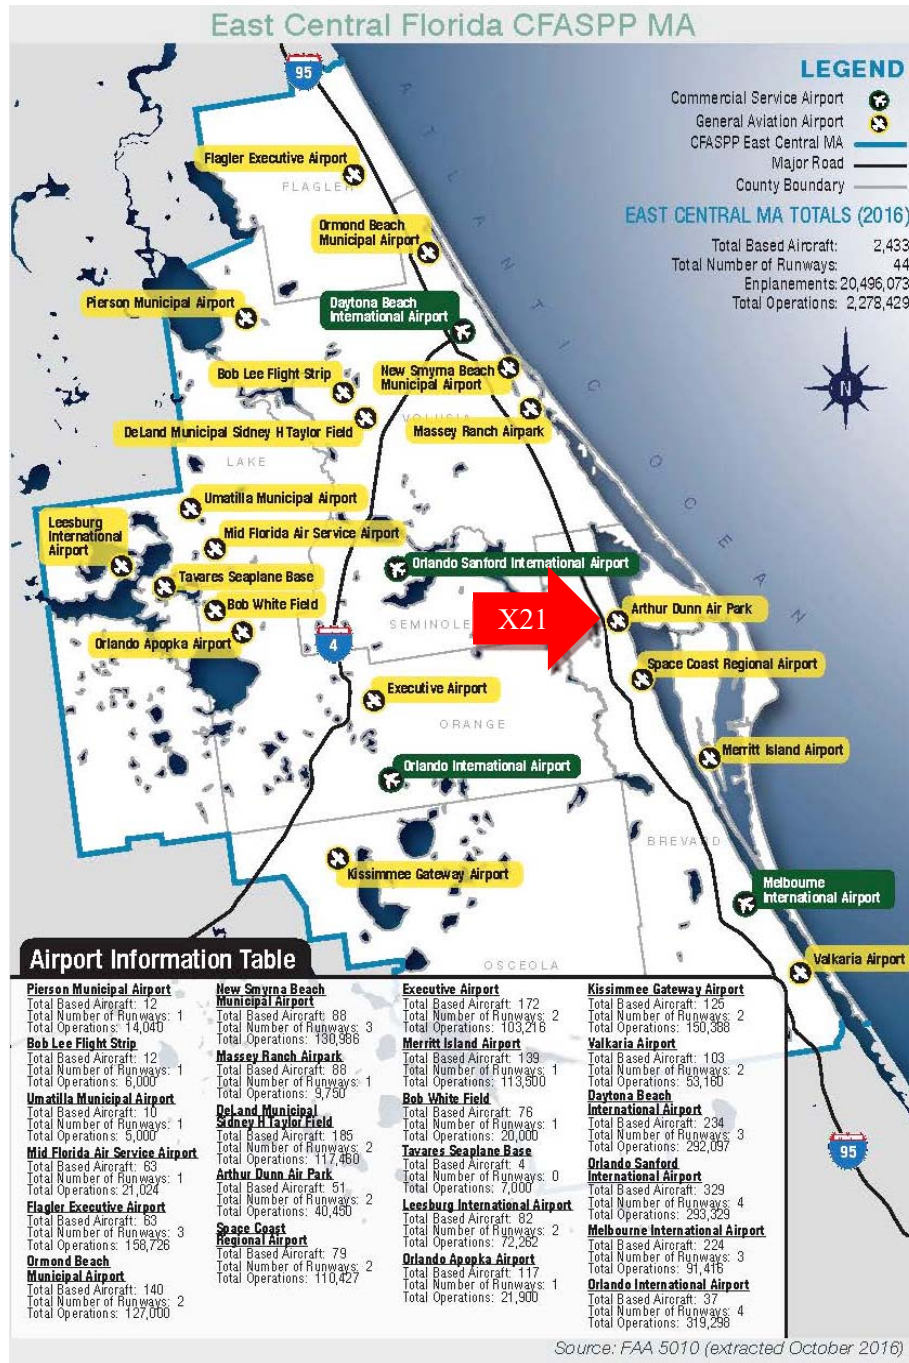 East Central Florida CFASPP MA
95
LEGEND
Commercial Service Airport
General Aviation Airport
CFASPP East Central MA
Major Road
County Boundary
EAST CENTRAL MA TOTALS (2016)
Total Based Aircraft: 2,433
Total Number of Runways: 44
Enplanements: 20,496,073
Total Operations: 2,278,429
N
ATLANTIC OCEAN
Flagler Executive Airport
FLAGLER
Ormond Beach
Municipal Airport
Pierson Municipal Airport
Daytona Beach
International Airport
Bob Lee Flight Strip
New Smyrna Beach
Municipal Airport
VOLUSIA
DeLand Municipal Sidney H Taylor Field
Massey Ranch Airpark
LAKE
Umatilla Municipal Airport
Leesburg
International
Airport
Mid Florida Air Service Airport
Orlando Sanford International Airport
Tavares Seaplane Base
Bob White Field
Arthur Dunn Air Park
X21
SEMINOLE
Orlando Apopka Airport
4
Space Coast Regional Airport
Executive Airport
ORANGE
Merritt Island Airport
Orlando International Airport
BREVARD
Kissimmee Gateway Airport
Melbourne
International Airport
Valkaria Airport
OSCEOLA
95
Airport Information Table
Pierson Municipal Airport
Total Based Aircraft: 12
Total Number of Runways: 1
Total Operations: 14,040
Bob Lee Flight Strip
Total Based Aircraft: 12
Total Number of Runways: 1
Total Operations: 6,000
Umatilla Municipal Airport
Total Based Aircraft: 10
Total Number of Runways: 1
Total Operations: 5,000
Mid Florida Air Service Airport
Total Based Aircraft: 63
Total Number of Runways: 1
Total Operations: 21,024
Flagler Executive Airport
Total Based Aircraft: 63
Total Number of Runways: 3
Total Operations: 158,726
Ormond Beach
Municipal Airport
Total Based Aircraft: 140
Total Number of Runways: 2
Total Operations: 127,000
New Smyrna Beach
Municipal Airport
Total Based Aircraft: 88
Total Number of Runways: 3
Total Operations: 130,986
Massey Ranch Airpark
Total Based Aircraft: 88
Total Number of Runways: 1
Total Operations: 9,750
DeLand Municipal
Sidney H Taylor Field
Total Based Aircraft: 185
Total Number of Runways: 2
Total Operations: 117,460
Arthur Dunn Air Park
Total Based Aircraft: 51
Total Number of Runways: 2
Total Operations: 40,450
Space Coast
Regional Airport
Total Based Aircraft: 79
Total Number of Runways: 2
Total Operations: 110,427
Executive Airport
Total Based Aircraft: 172
Total Number of Runways: 2
Total Operations: 103,216
Merritt Island Airport
Total Based Aircraft: 139
Total Number of Runways: 1
Total Operations: 113,500
Bob White Field
Total Based Aircraft: 76
Total Number of Runways: 1
Total Operations: 20,000
Tavares Seaplane Base
Total Based Aircraft: 4
Total Number of Runways: 0
Total Operations: 7,000
Leesburg International Airport
Total Based Aircraft: 82
Total Number of Runways: 2
Total Operations: 72,262
Orlando Apopka Airport
Total Based Aircraft: 117
Total Number of Runways: 1
Total Operations: 21,900
Kissimmee Gateway Airport
Total Based Aircraft: 125
Total Number of Runways: 2
Total Operations: 150,388
Valkaria Airport
Total Based Aircraft: 103
Total Number of Runways: 2
Total Operations: 53,160
Daytona Beach
International Airport
Total Based Aircraft: 234
Total Number of Runways: 3
Total Operations: 292,097
Orlando Sanford
International Airport
Total Based Aircraft: 329
Total Number of Runways: 4
Total Operations: 293,329
Melbourne International Airport
Total Based Aircraft: 224
Total Number of Runways: 3
Total Operations: 91,416
Orlando International Airport
Total Based Aircraft: 37
Total Number of Runways: 4
Total Operations: 319,298
Source: FAA 5010 (extracted October 2016)